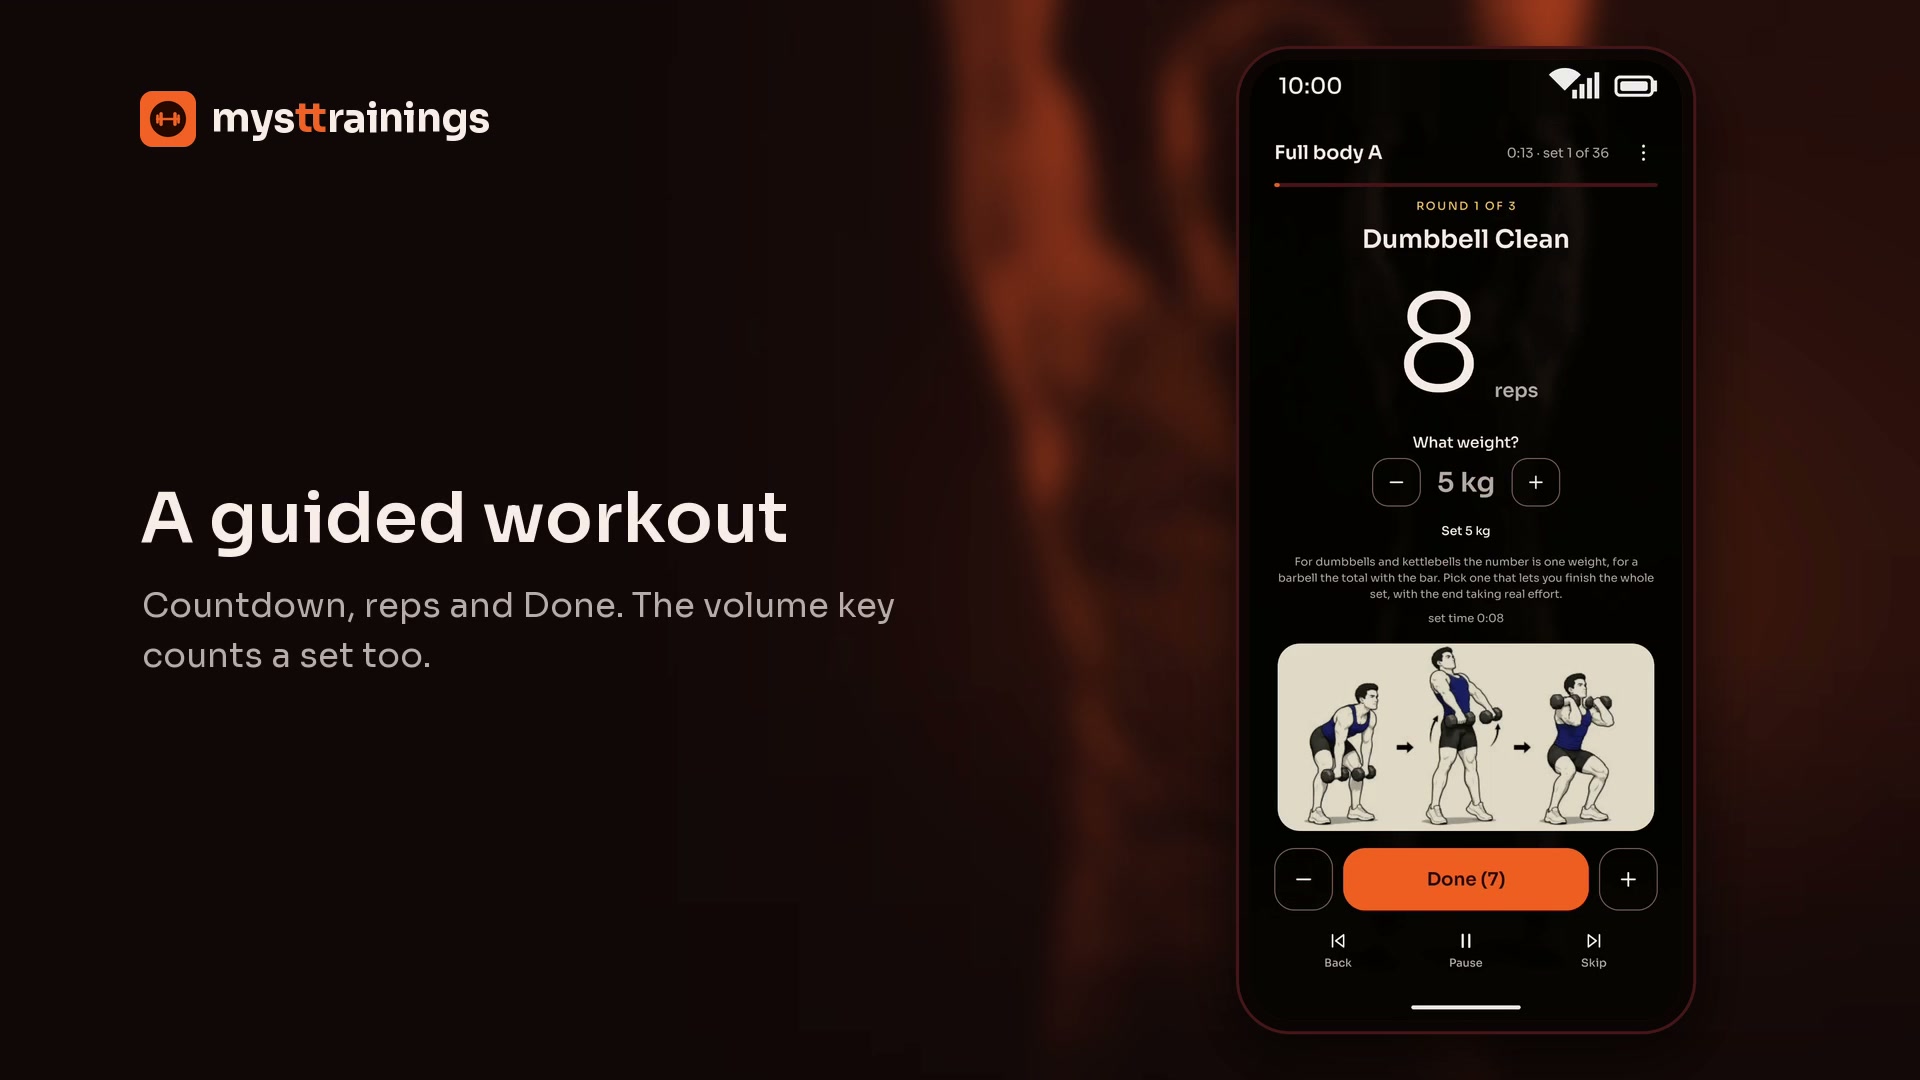 mysttrainings
A guided workout
Countdown, reps and Done. The volume key
counts a set too.
10:00
Full body A
0:13 · set 1 of 36
ROUND 1 OF 3
Dumbbell Clean
8 reps
What weight?
− 5 kg +
Set 5 kg
For dumbbells and kettlebells the number is one weight, for a
barbell the total with the bar. Pick one that lets you finish the whole
set, with the end taking real effort.
set time 0:08
− Done (7) +
Back Pause Skip